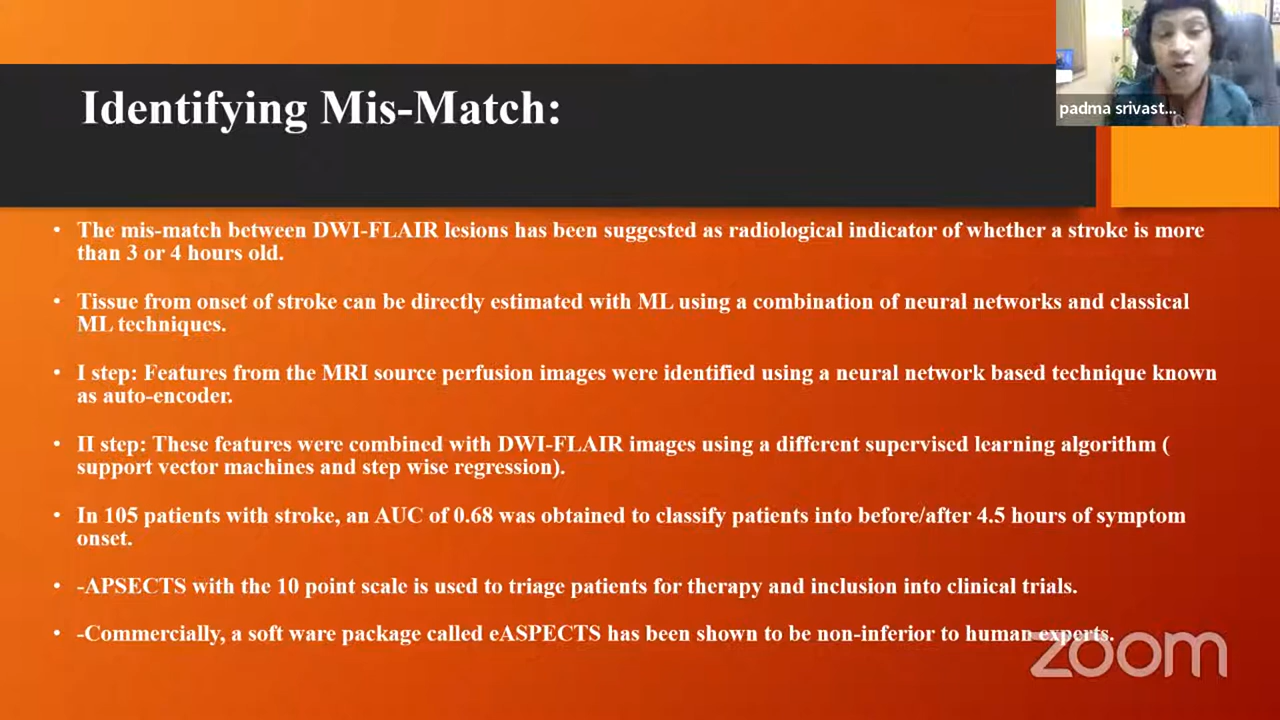 padma srivast...
Identifying Mis-Match:
• The mis-match between DWI-FLAIR lesions has been suggested as radiological indicator of whether a stroke is more
than 3 or 4 hours old.
• Tissue from onset of stroke can be directly estimated with ML using a combination of neural networks and classical
ML techniques.
• I step: Features from the MRI source perfusion images were identified using a neural network based technique known
as auto-encoder.
• II step: These features were combined with DWI-FLAIR images using a different supervised learning algorithm (
support vector machines and step wise regression).
• In 105 patients with stroke, an AUC of 0.68 was obtained to classify patients into before/after 4.5 hours of symptom
onset.
• -APSECTS with the 10 point scale is used to triage patients for therapy and inclusion into clinical trials.
• -Commercially, a soft ware package called eASPECTS has been shown to be non-inferior to human experts.
zoom